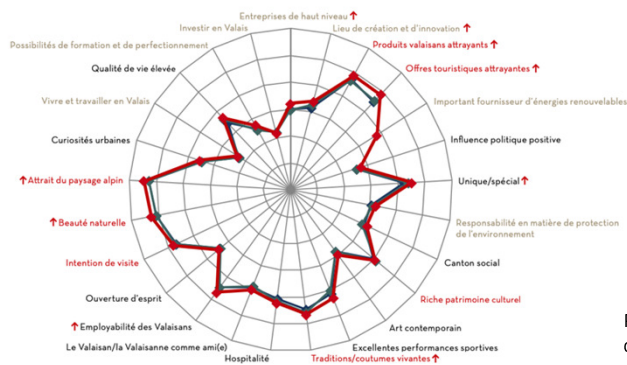 Entreprises de haut niveau ↑
Investir en Valais
Lieu de création et d'innovation ↑
Possibilités de formation et de perfectionnement
Produits valaisans attrayants ↑
Qualité de vie élevée
Offres touristiques attrayantes ↑
Vivre et travailler en Valais
Important fournisseur d'énergies renouvelables
Curiosités urbaines
Influence politique positive
↑ Attrait du paysage alpin
Unique/spécial ↑
↑ Beauté naturelle
Responsabilité en matière de protection
de l'environnement
Intention de visite
Canton social
Ouverture d'esprit
Riche patrimoine culturel
↑ Employabilité des Valaisans
Art contemporain
Le Valaisan/la Valaisanne comme ami(e)
Excellentes performances sportives
Hospitalité
Traditions/coutumes vivantes ↑